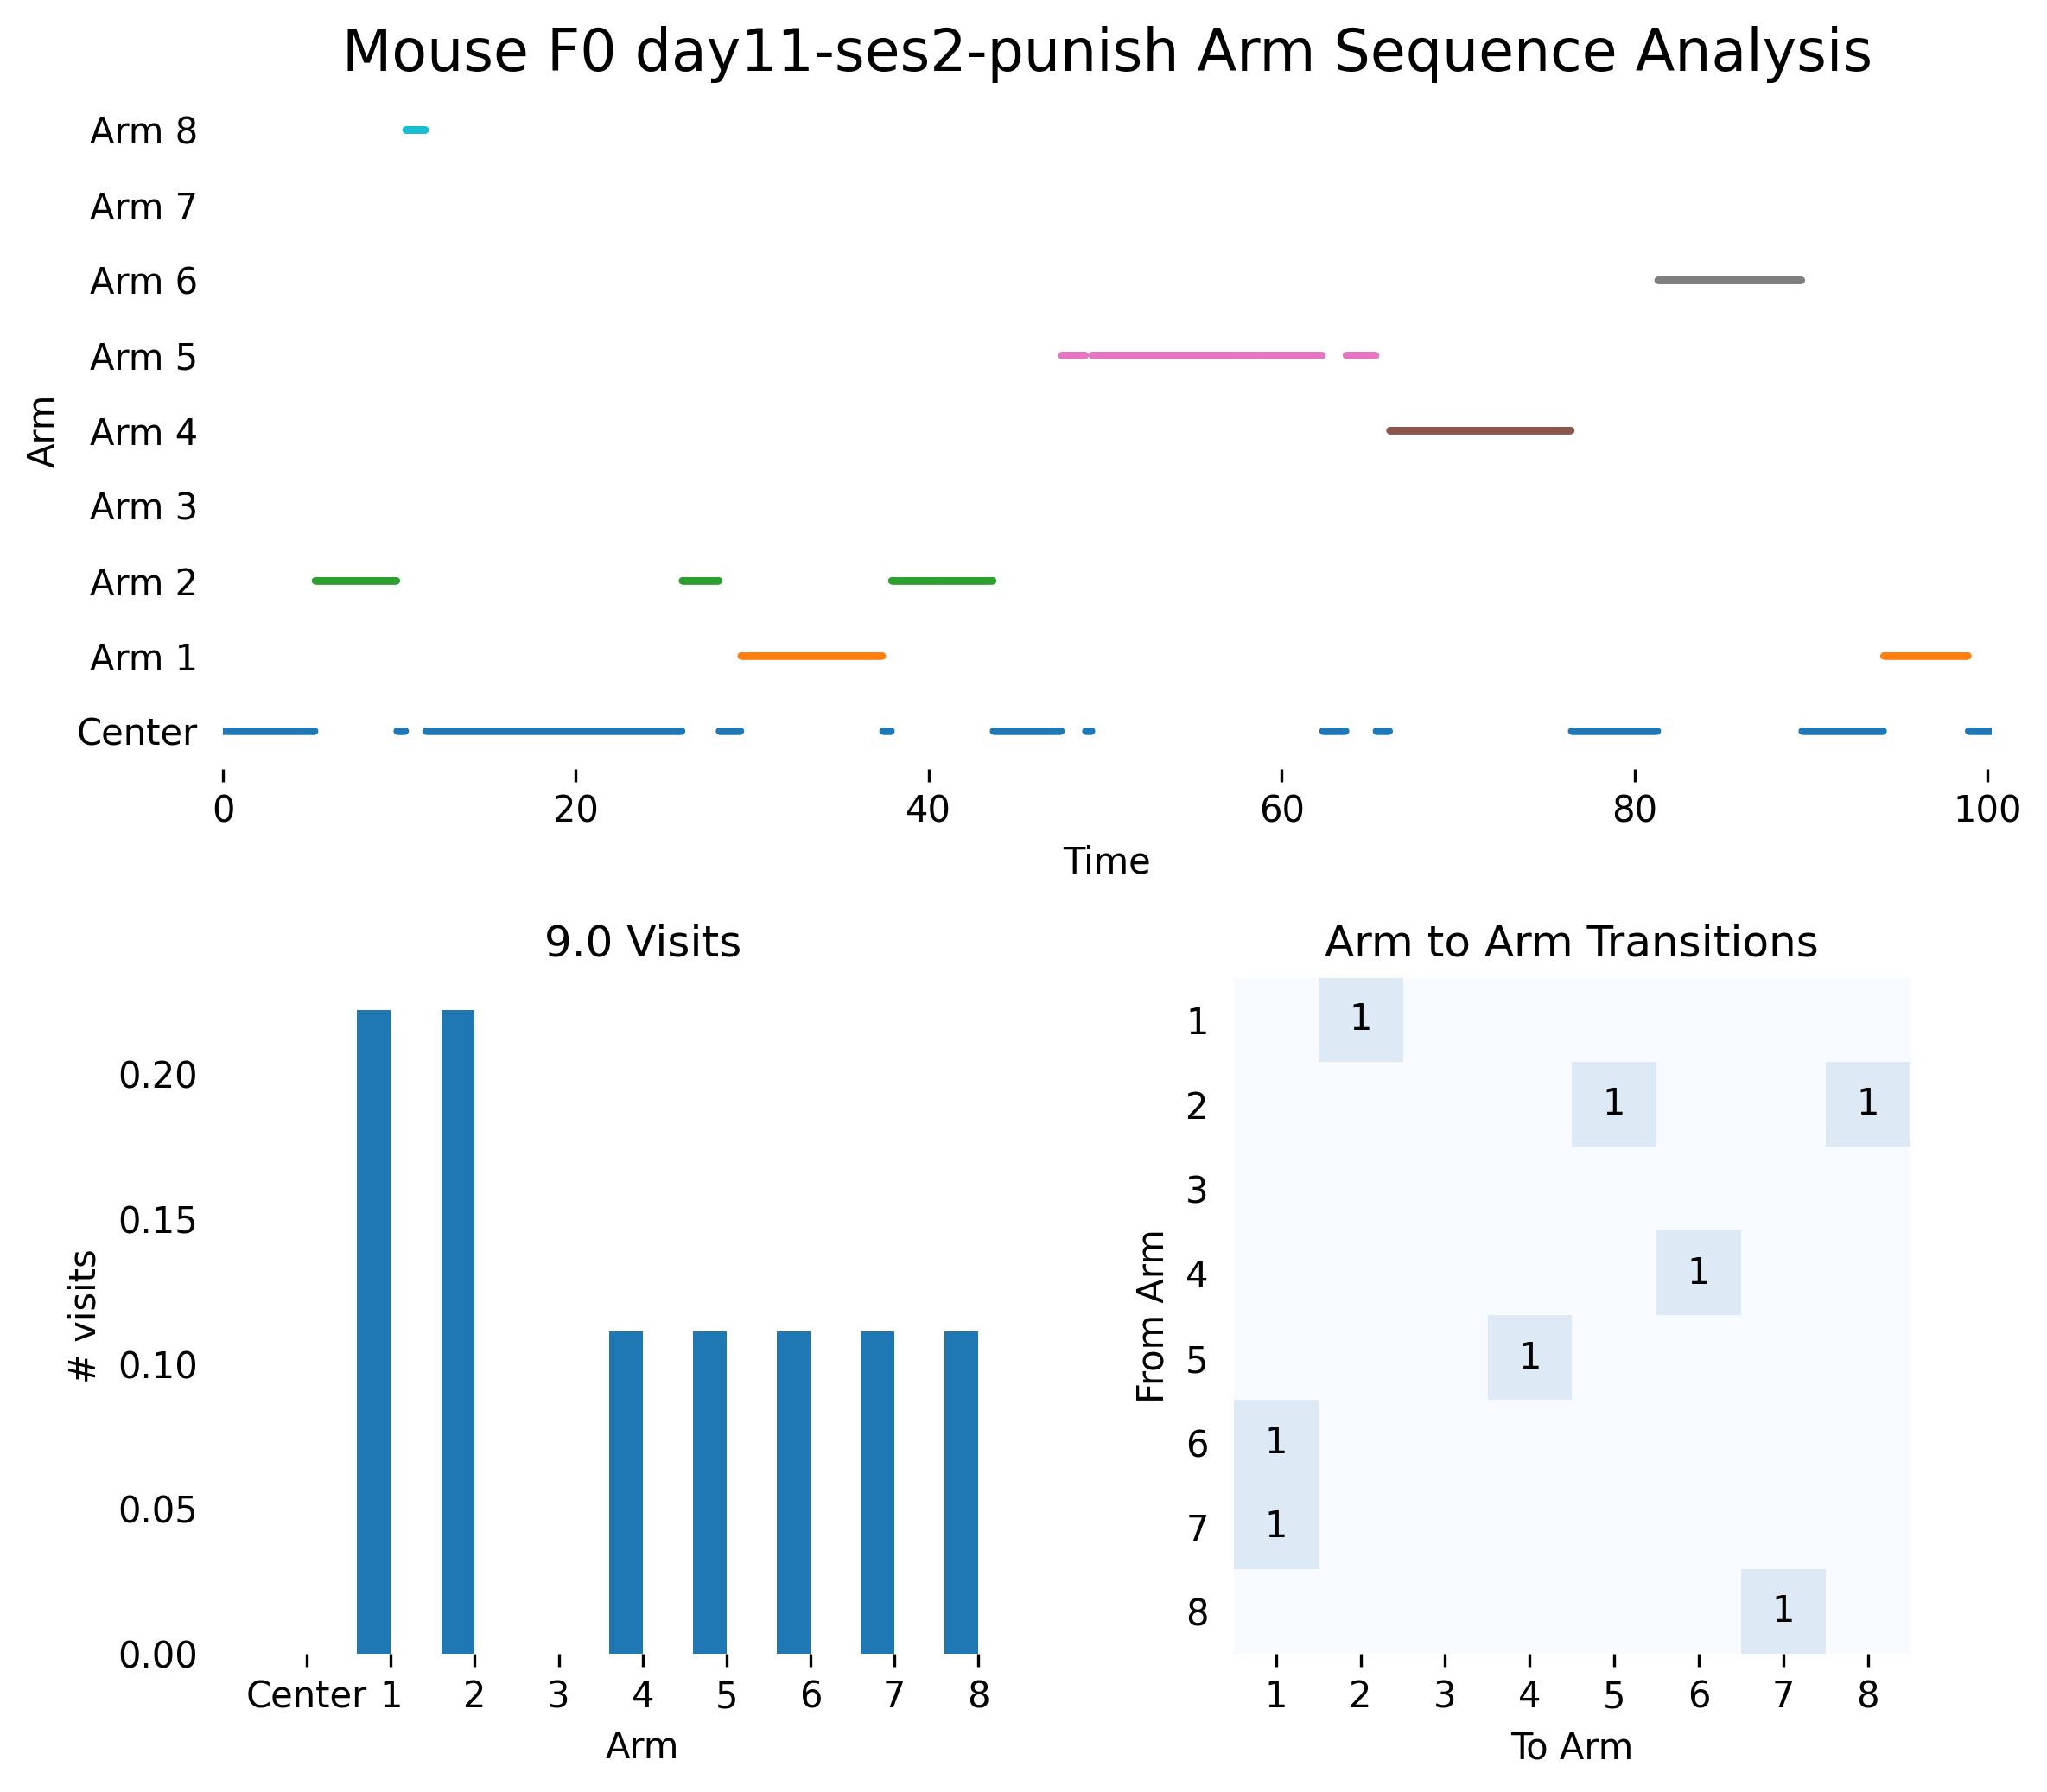 Mouse F0 day11-ses2-punish Arm Sequence Analysis
Arm 8
Arm 7
Arm 6
Arm 5
Arm 4
Arm 3
Arm 2
Arm 1
Center
Arm
0 20 40 60 80 100
Time
9.0 Visits
0.20
0.15
0.10
0.05
0.00
# visits
Center 1 2 3 4 5 6 7 8
Arm
Arm to Arm Transitions
1 1
2 1 1
3
4 1
5 1
6 1
7 1
8 1
From Arm
1 2 3 4 5 6 7 8
To Arm